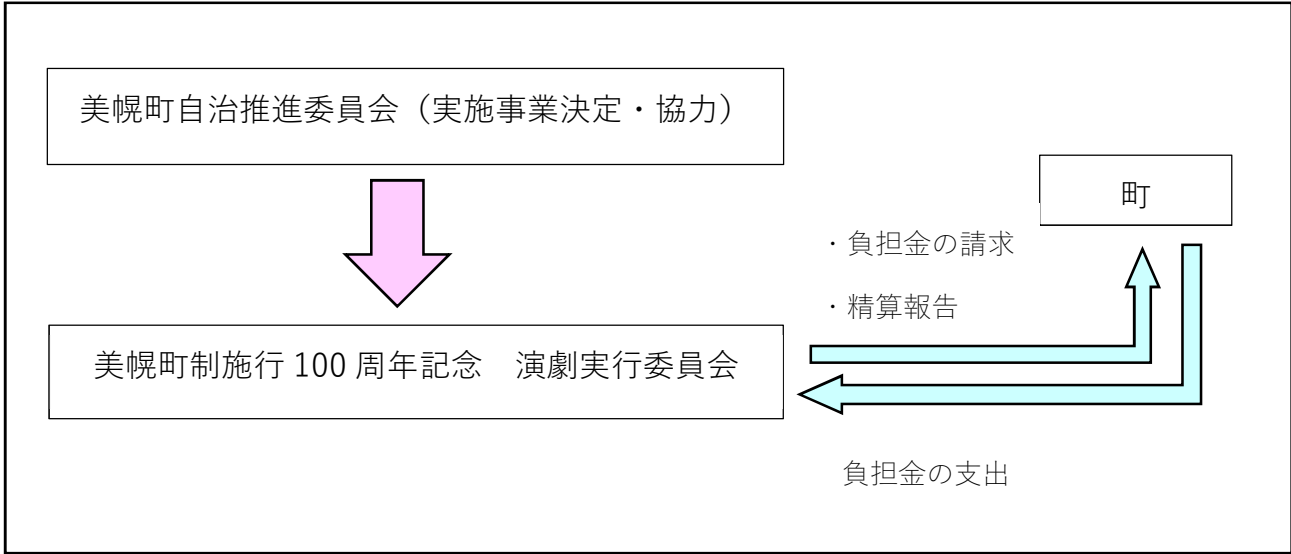 美幌町自治推進委員会（実施事業決定・協力）
町
・負担金の請求
・精算報告
美幌町制施行 100 周年記念　演劇実行委員会
負担金の支出